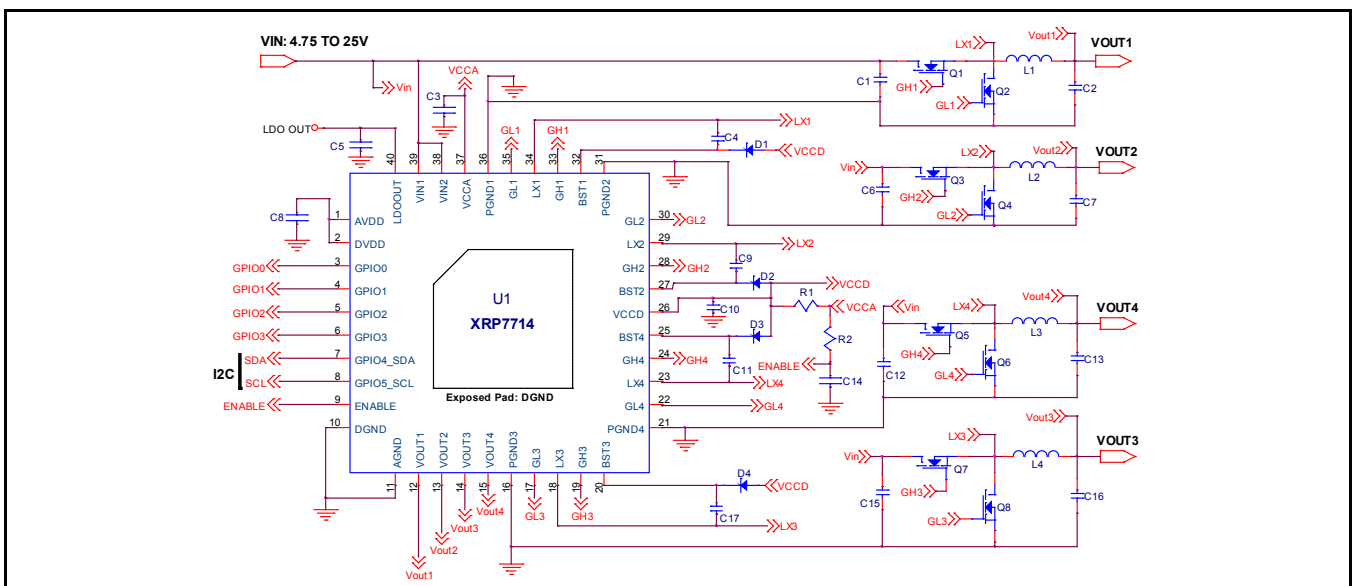 VIN: 4.75 TO 25V
Vin
VCCA
C3
LDO OUT
C5
GL1
GH1
LX1
C4
D1
VCCD
LX1
Vout1
VOUT1
C1
Q1
GH1
L1
GL1
Q2
C2
40
39
38
37
36
35
34
33
32
31
LDOOUT
VIN1
VIN2
VCCA
PGND1
GL1
LX1
GH1
BST1
PGND2
Vin
LX2
Vout2
VOUT2
C6
Q3
GH2
L2
GL2
Q4
C7
C8
1
AVDD
2
DVDD
GPIO0
3
GPIO0
GPIO1
4
GPIO1
GPIO2
5
GPIO2
GPIO3
6
GPIO3
I2C
SDA
7
GPIO4_SDA
SCL
8
GPIO5_SCL
ENABLE
9
ENABLE
10
DGND
U1
XRP7714
Exposed Pad: DGND
GL2
30
GL2
LX2
29
LX2
C9
GH2
28
GH2
D2
BST2
27
VCCD
VCCD
26
C10
R1
VCCA
BST4
25
D3
R2
GH4
24
GH4
C11
ENABLE
LX4
23
LX4
C14
GL4
22
GL4
PGND4
21
Vin
LX4
Vout4
VOUT4
Q5
L3
GH4
Q6
C12
GL4
C13
AGND
VOUT1
VOUT2
VOUT3
VOUT4
PGND3
GL3
LX3
GH3
BST3
11
12
13
14
15
16
17
18
19
20
Vout1
Vout2
Vout3
Vout4
GL3
GH3
D4
VCCD
C17
LX3
Vin
LX3
Vout3
VOUT3
Q7
L4
GH3
C15
GL3
Q8
C16